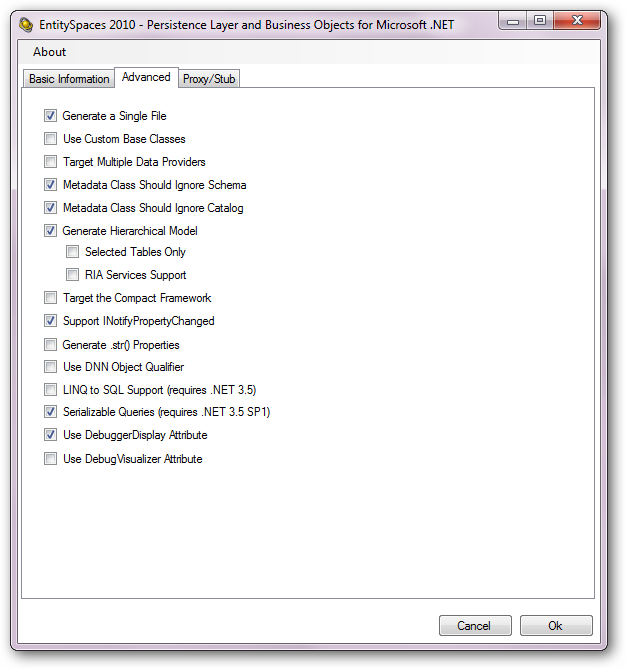 EntitySpaces 2010 - Persistence Layer and Business Objects for Microsoft .NET
About
Basic Information Advanced Proxy/Stub
Generate a Single File
Use Custom Base Classes
Target Multiple Data Providers
Metadata Class Should Ignore Schema
Metadata Class Should Ignore Catalog
Generate Hierarchical Model
Selected Tables Only
RIA Services Support
Target the Compact Framework
Support INotifyPropertyChanged
Generate .str() Properties
Use DNN Object Qualifier
LINQ to SQL Support (requires .NET 3.5)
Serializable Queries (requires .NET 3.5 SP1)
Use DebuggerDisplay Attribute
Use DebugVisualizer Attribute
Cancel Ok